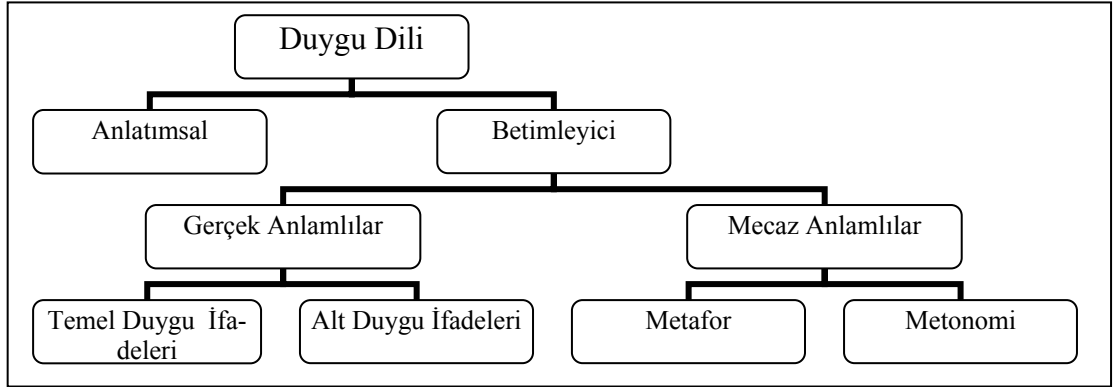 Duygu Dili
Anlatımsal
Betimleyici
Gerçek Anlamlılar
Mecaz Anlamlılar
Temel Duygu İfa-
deleri
Alt Duygu İfadeleri
Metafor
Metonomi